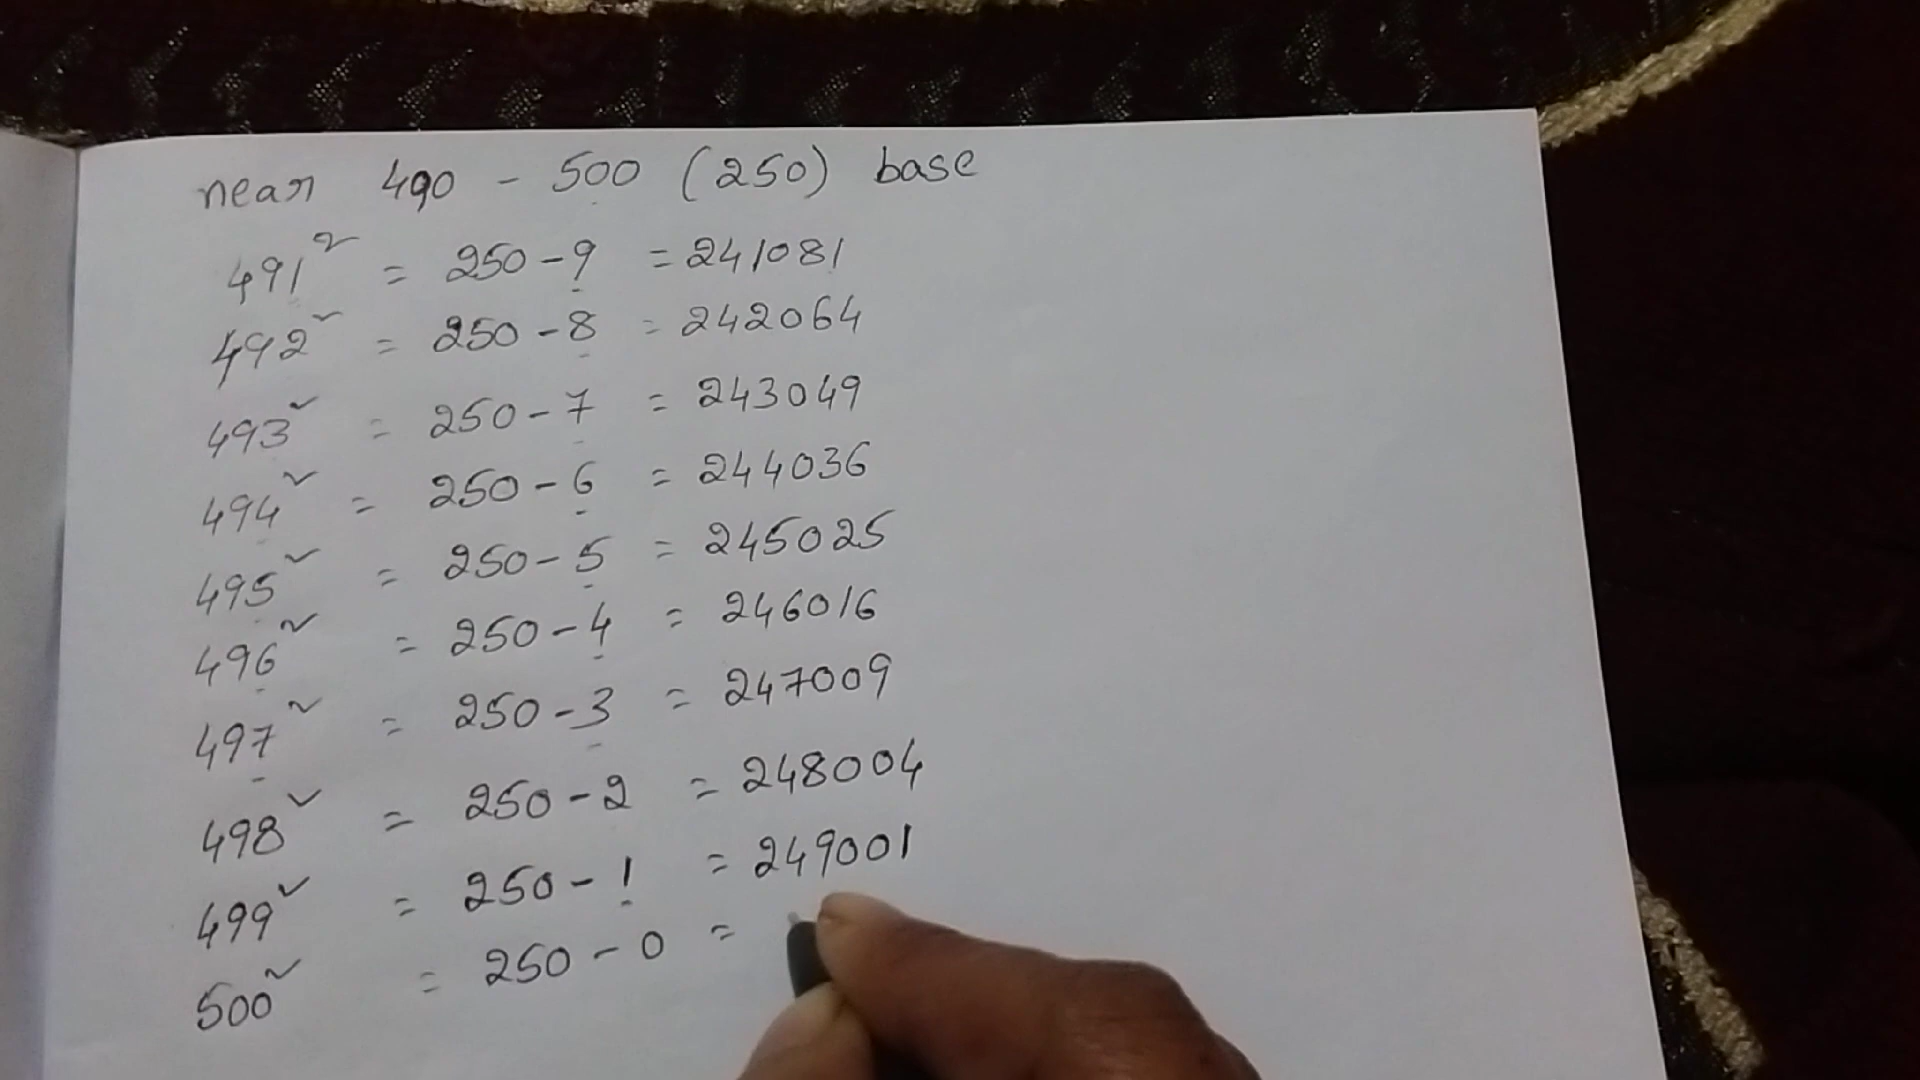 near 490 - 500 (250) base
491² = 250-9 = 241081
492² = 250-8 = 242064
493² = 250-7 = 243049
494² = 250-6 = 244036
495² = 250-5 = 245025
496² = 250-4 = 246016
497² = 250-3 = 247009
498² = 250-2 = 248004
499² = 250-1 = 249001
500² = 250-0 =